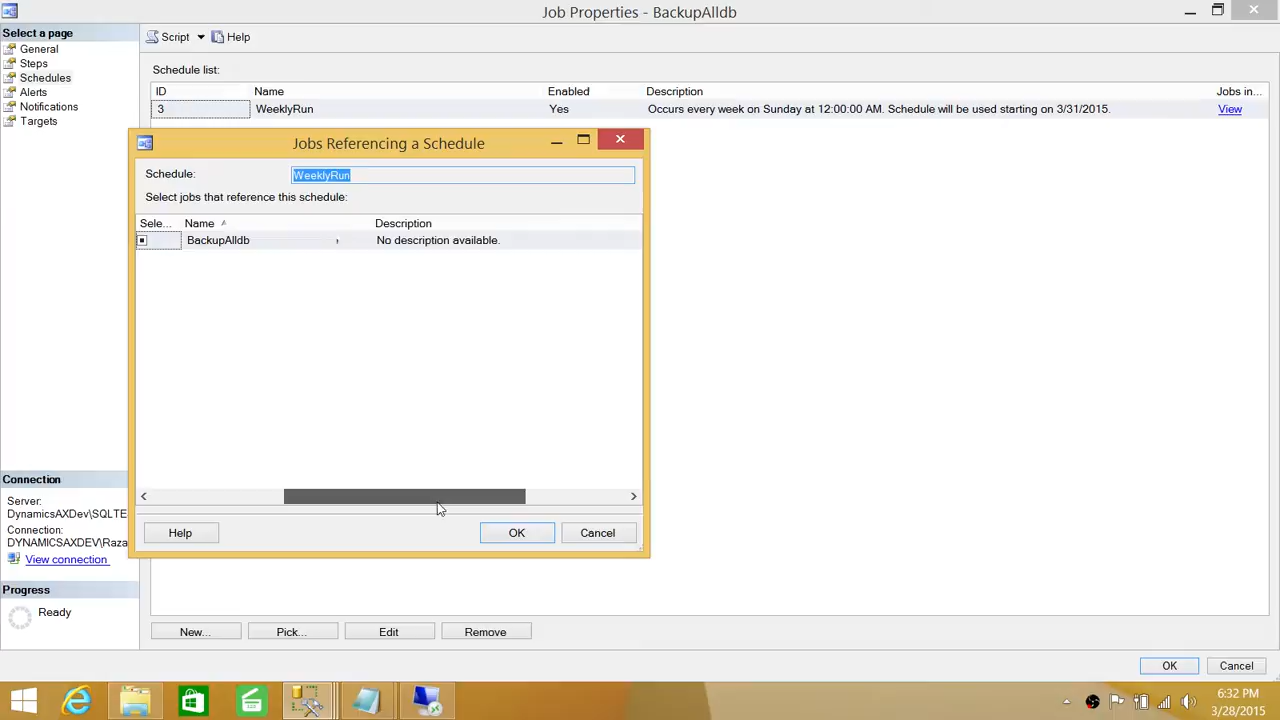 Job Properties - BackupAlldb
Select a page
General
Steps
Schedules
Alerts
Notifications
Targets
Script Help
Schedule list:
ID Name Enabled Description Jobs in...
3 WeeklyRun Yes Occurs every week on Sunday at 12:00:00 AM. Schedule will be used starting on 3/31/2015. View
Jobs Referencing a Schedule
Schedule: WeeklyRun
Select jobs that reference this schedule:
Sele... Name Description
BackupAlldb No description available.
Help OK Cancel
Connection
Server:
DynamicsAXDev\SQLTE
Connection:
DYNAMICSAXDEV\Raza
View connection
Progress
Ready
New... Pick... Edit Remove
OK Cancel
6:32 PM
3/28/2015